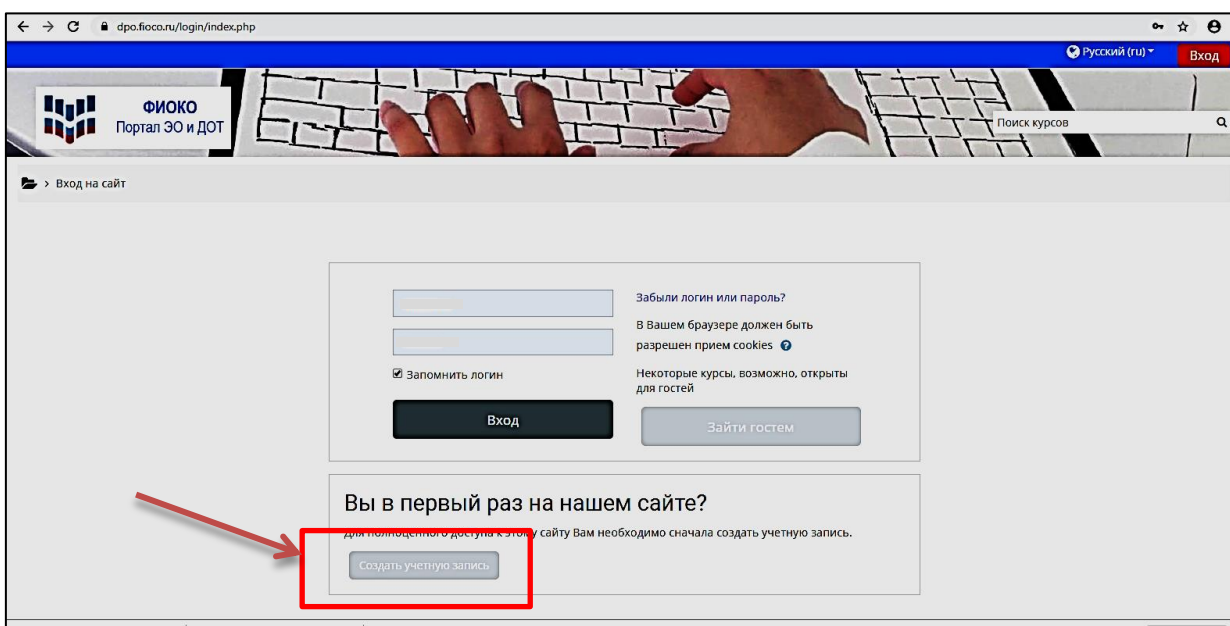 dpo.fioco.ru/login/index.php
Русский (ru)
Вход
ФИОКО
Портал ЭО и ДОТ
Поиск курсов
> Вход на сайт
Забыли логин или пароль?
В Вашем браузере должен быть
разрешен прием cookies
Запомнить логин
Некоторые курсы, возможно, открыты
для гостей
Вход
Зайти гостем
Вы в первый раз на нашем сайте?
Для полноценного доступа к этому сайту Вам необходимо сначала создать учетную запись.
Создать учетную запись